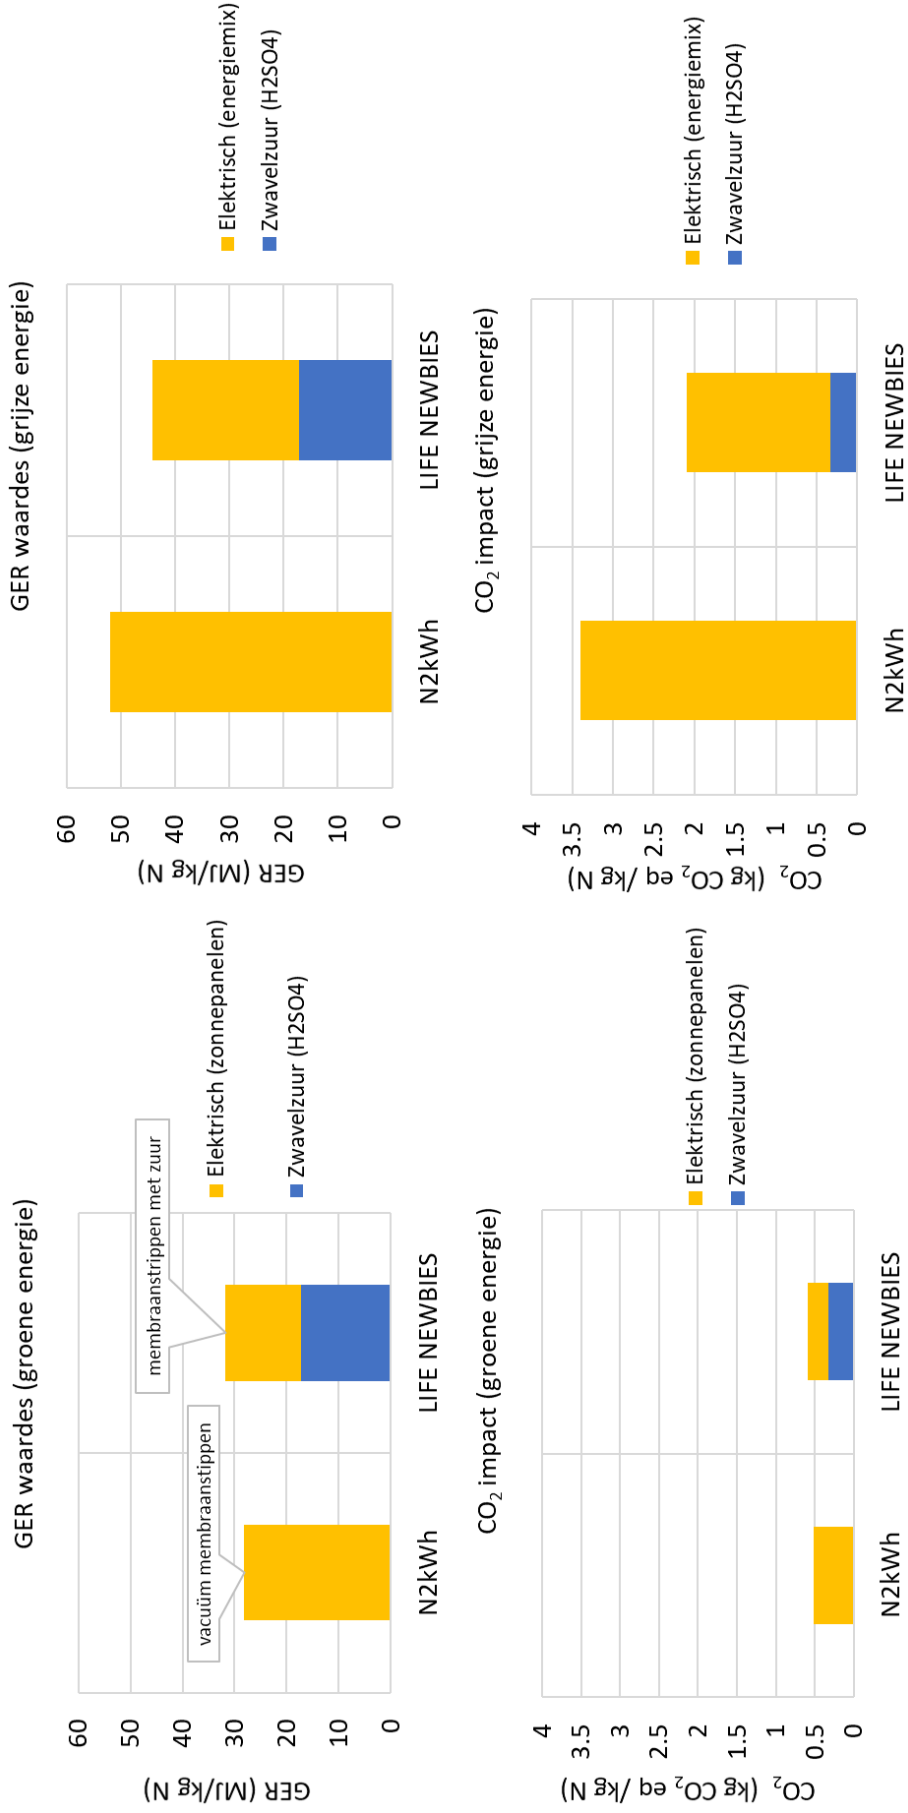 GER waardes (groene energie)
GER (MJ/kg N)
60
50
40
30
20
10
0
vacuüm membraanstippen
membraanstrippen met zuur
N2kWh
LIFE NEWBIES
Elektrisch (zonnepanelen)
Zwavelzuur (H2SO4)
GER waardes (grijze energie)
GER (MJ/kg N)
60
50
40
30
20
10
0
N2kWh
LIFE NEWBIES
Elektrisch (energiemix)
Zwavelzuur (H2SO4)
CO₂ impact (groene energie)
CO₂ (kg CO₂ eq /kg N)
4
3.5
3
2.5
2
1.5
1
0.5
0
N2kWh
LIFE NEWBIES
Elektrisch (zonnepanelen)
Zwavelzuur (H2SO4)
CO₂ impact (grijze energie)
CO₂ (kg CO₂ eq /kg N)
4
3.5
3
2.5
2
1.5
1
0.5
0
N2kWh
LIFE NEWBIES
Elektrisch (energiemix)
Zwavelzuur (H2SO4)